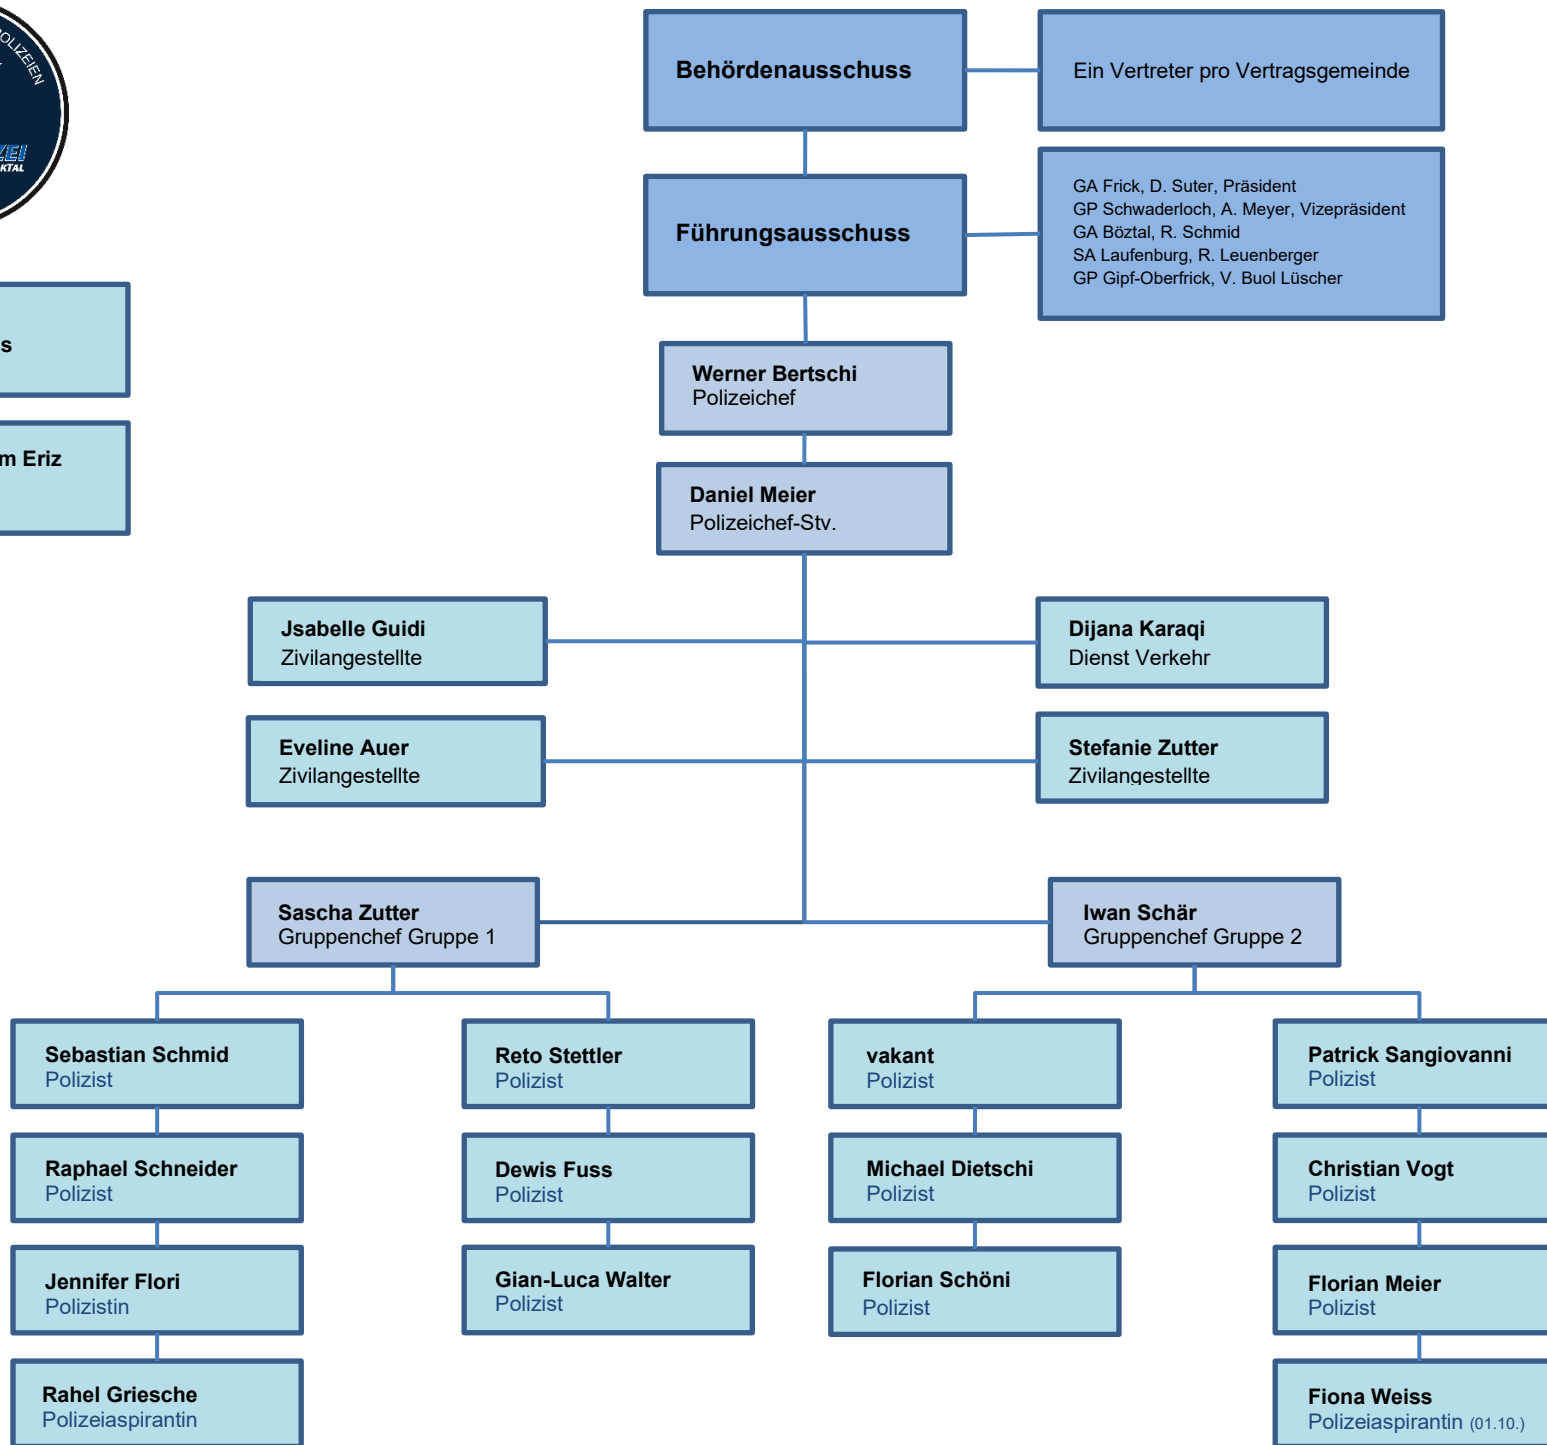 POLIZEIEN
Behördenausschuss
Ein Vertreter pro Vertragsgemeinde
Führungsausschuss
GA Frick, D. Suter, Präsident
GP Schwaderloch, A. Meyer, Vizepräsident
GA Böztal, R. Schmid
SA Laufenburg, R. Leuenberger
GP Gipf-Oberfrick, V. Buol Lüscher
Werner Bertschi
Polizeichef
Eriz
Daniel Meier
Polizeichef-Stv.
Jsabelle Guidi
Zivilangestellte
Dijana Karaqi
Dienst Verkehr
Eveline Auer
Zivilangestellte
Stefanie Zutter
Zivilangestellte
Sascha Zutter
Gruppenchef Gruppe 1
Iwan Schär
Gruppenchef Gruppe 2
Sebastian Schmid
Polizist
Reto Stettler
Polizist
vakant
Polizist
Patrick Sangiovanni
Polizist
Raphael Schneider
Polizist
Dewis Fuss
Polizist
Michael Dietschi
Polizist
Christian Vogt
Polizist
Jennifer Flori
Polizistin
Gian-Luca Walter
Polizist
Florian Schöni
Polizist
Florian Meier
Polizist
Rahel Griesche
Polizeiaspirantin
Fiona Weiss
Polizeiaspirantin (01.10.)